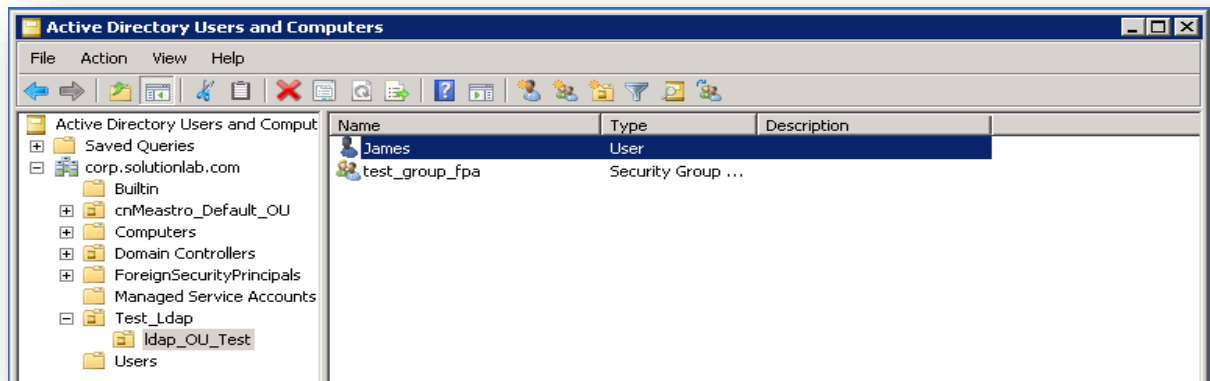 Active Directory Users and Computers
File Action View Help
Active Directory Users and Comput
Saved Queries
corp.solutionlab.com
Builtin
cnMeastro_Default_OU
Computers
Domain Controllers
ForeignSecurityPrincipals
Managed Service Accounts
Test_Ldap
ldap_OU_Test
Users
Name Type Description
James User
test_group_fpa Security Group ...